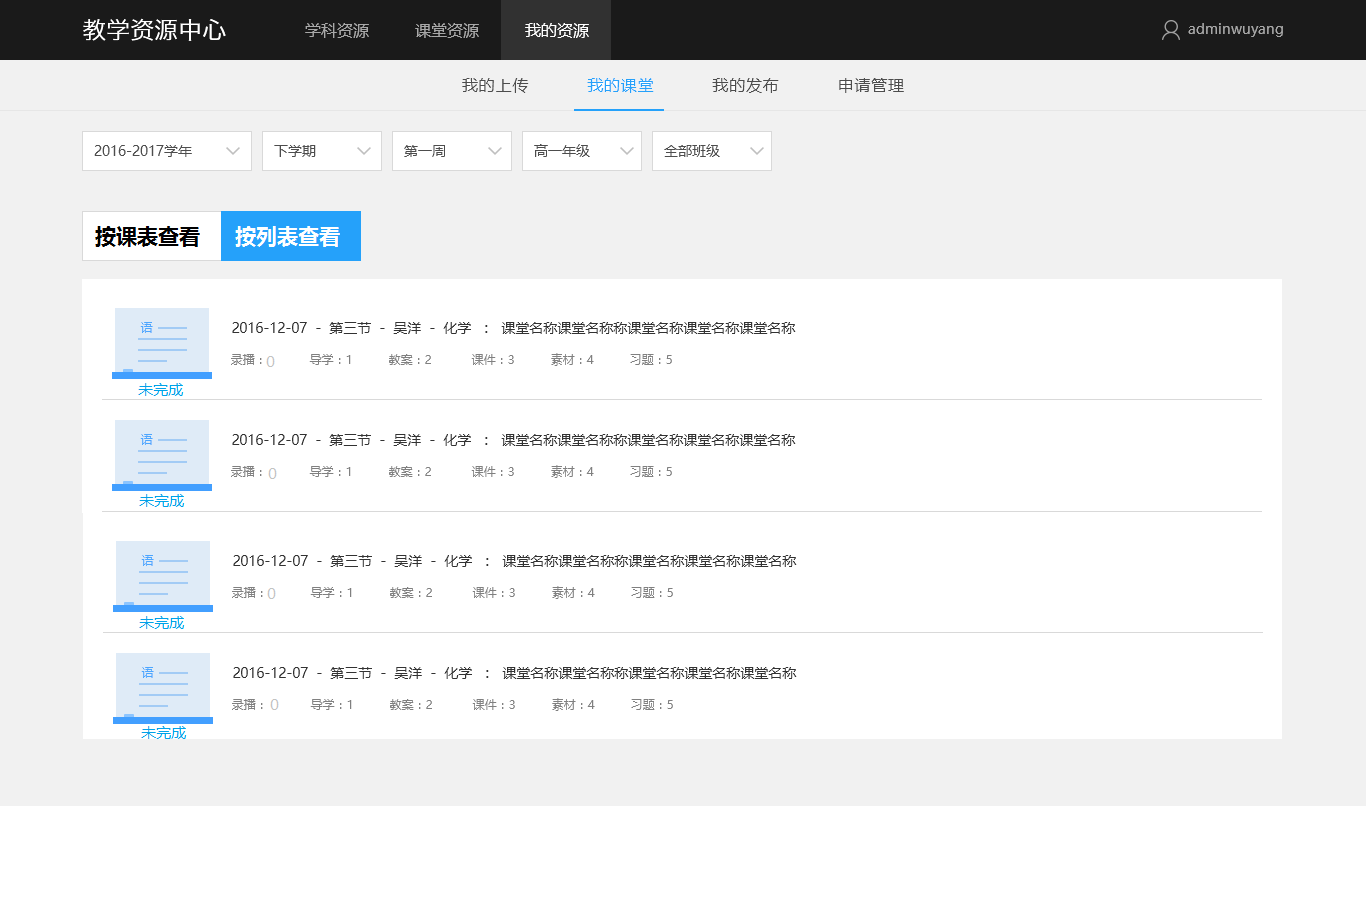 教学资源中心 学科资源 课堂资源 我的资源 adminwuyang
我的上传 我的课堂 我的发布 申请管理
2016-2017学年 下学期 第一周 高一年级 全部班级
按课表查看 按列表查看
语
2016-12-07 - 第三节 - 吴洋 - 化学 : 课堂名称课堂名称称课堂名称课堂名称课堂名称
录播 : 0 导学 : 1 教案 : 2 课件 : 3 素材 : 4 习题 : 5
未完成
语
2016-12-07 - 第三节 - 吴洋 - 化学 : 课堂名称课堂名称称课堂名称课堂名称课堂名称
录播 : 0 导学 : 1 教案 : 2 课件 : 3 素材 : 4 习题 : 5
未完成
语
2016-12-07 - 第三节 - 吴洋 - 化学 : 课堂名称课堂名称称课堂名称课堂名称课堂名称
录播 : 0 导学 : 1 教案 : 2 课件 : 3 素材 : 4 习题 : 5
未完成
语
2016-12-07 - 第三节 - 吴洋 - 化学 : 课堂名称课堂名称称课堂名称课堂名称课堂名称
录播 : 0 导学 : 1 教案 : 2 课件 : 3 素材 : 4 习题 : 5
未完成